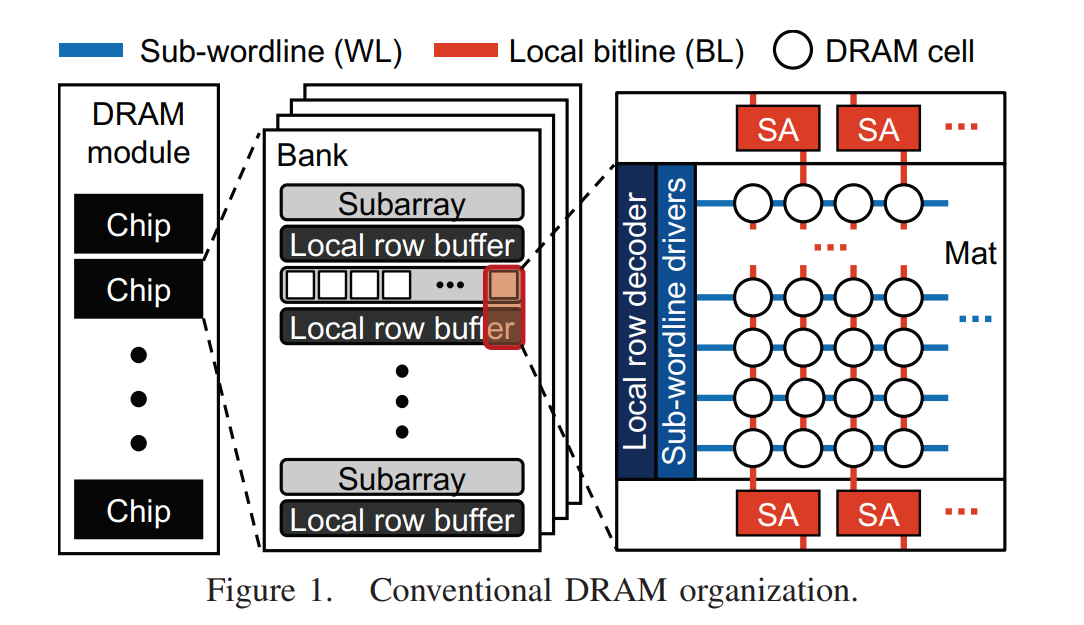 Sub-wordline (WL)
Local bitline (BL)
DRAM cell
DRAM
module
Chip
Chip
Chip
Bank
Subarray
Local row buffer
Local row buffer
Subarray
Local row buffer
Local row decoder
Sub-wordline drivers
SA
SA
Mat
SA
SA
Figure 1. Conventional DRAM organization.